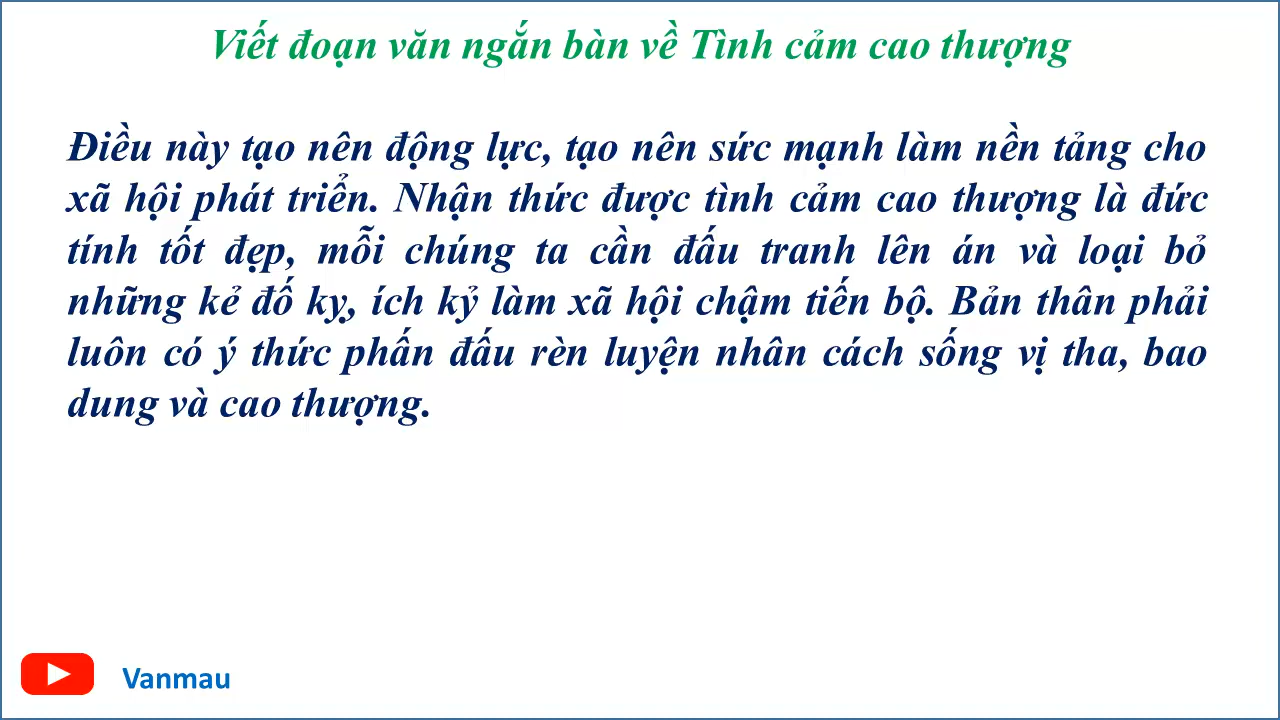 Viết đoạn văn ngắn bàn về Tình cảm cao thượng
Điều này tạo nên động lực, tạo nên sức mạnh làm nền tảng cho
xã hội phát triển. Nhận thức được tình cảm cao thượng là đức
tính tốt đẹp, mỗi chúng ta cần đấu tranh lên án và loại bỏ
những kẻ đố kỵ, ích kỷ làm xã hội chậm tiến bộ. Bản thân phải
luôn có ý thức phấn đấu rèn luyện nhân cách sống vị tha, bao
dung và cao thượng.
Vanmau